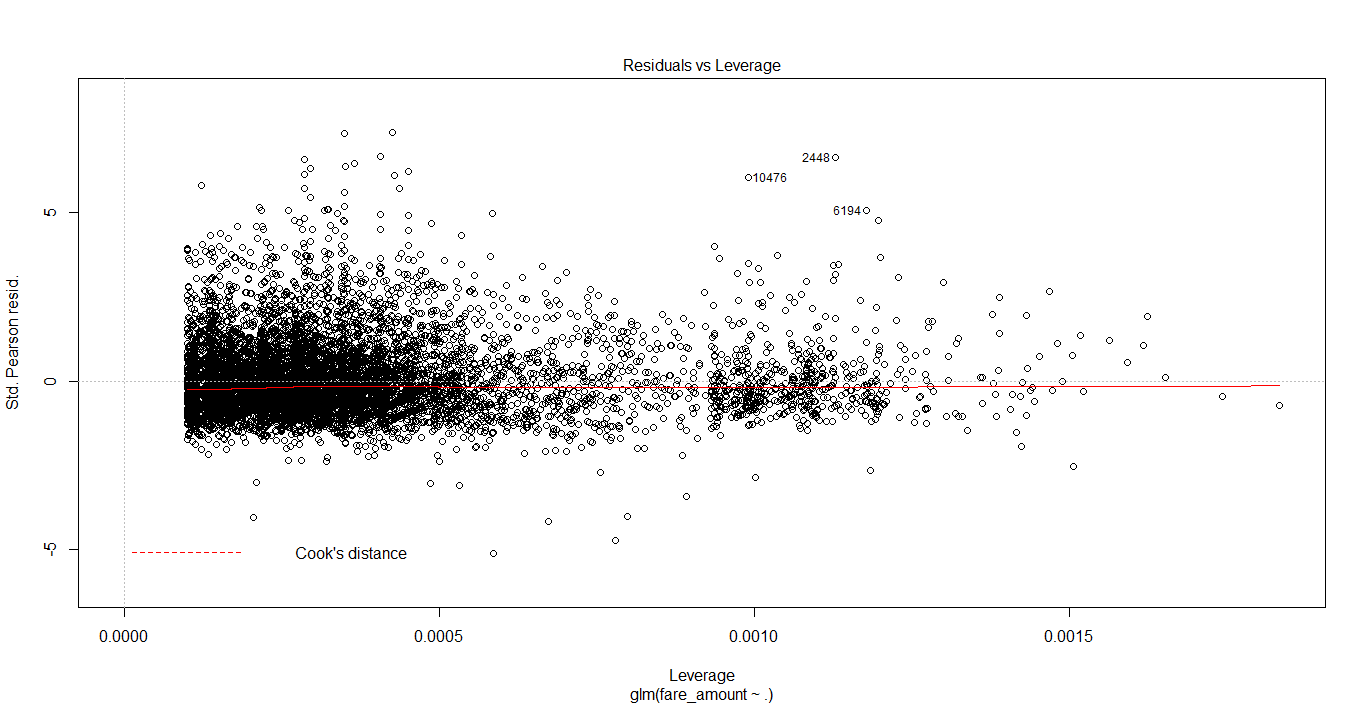 Residuals vs Leverage
2448
10476
6194
5
0
-5
Std. Pearson resid.
Cook's distance
0.0000 0.0005 0.0010 0.0015
Leverage
glm(fare_amount ~ .)